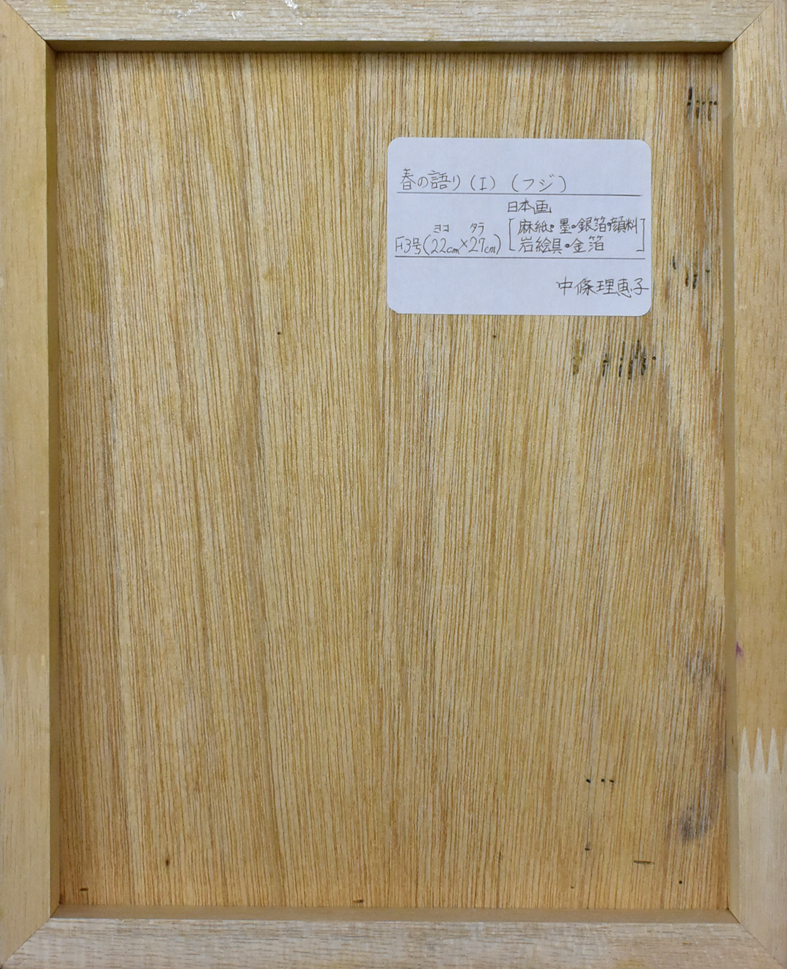 春の語り(I)(フジ)
日本画
F3号(22cm×27cm) [麻紙・墨・銀箔・顔料
岩絵具・金箔]
ヨコ タテ
中條理恵子